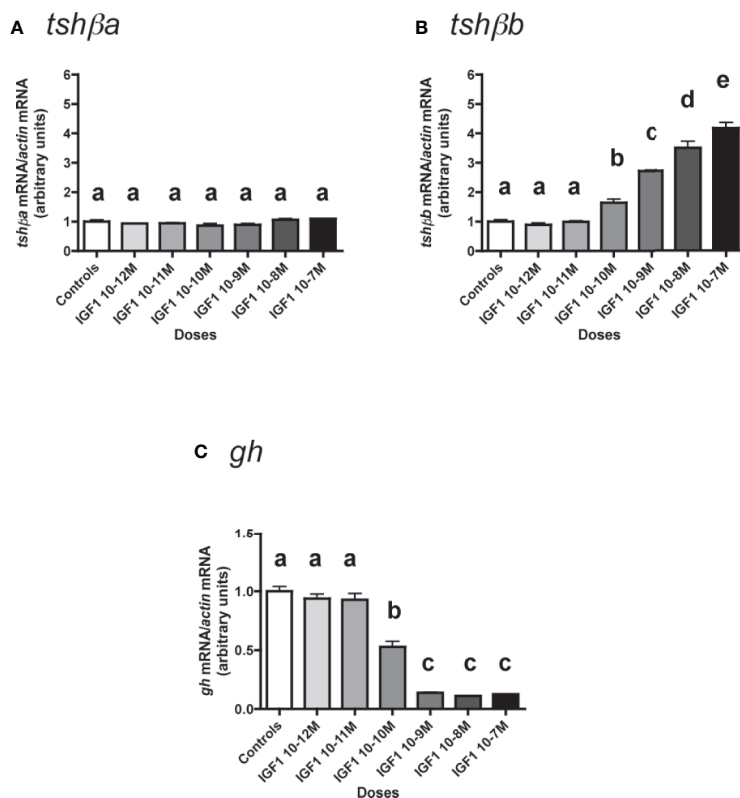 A tshβa
tshβa mRNA/actin mRNA
(arbitrary units)
6
5
4
3
2
1
0
a a a a a a a
Controls
IGF1 10-12M
IGF1 10-11M
IGF1 10-10M
IGF1 10-9M
IGF1 10-8M
IGF1 10-7M
Doses
B tshβb
tshβb mRNA/actin mRNA
(arbitrary units)
6
5
4
3
2
1
0
a a a b c d e
Controls
IGF1 10-12M
IGF1 10-11M
IGF1 10-10M
IGF1 10-9M
IGF1 10-8M
IGF1 10-7M
Doses
C gh
gh mRNA/actin mRNA
(arbitrary units)
1.5
1.0
0.5
0.0
a a a b c c c
Controls
IGF1 10-12M
IGF1 10-11M
IGF1 10-10M
IGF1 10-9M
IGF1 10-8M
IGF1 10-7M
Doses